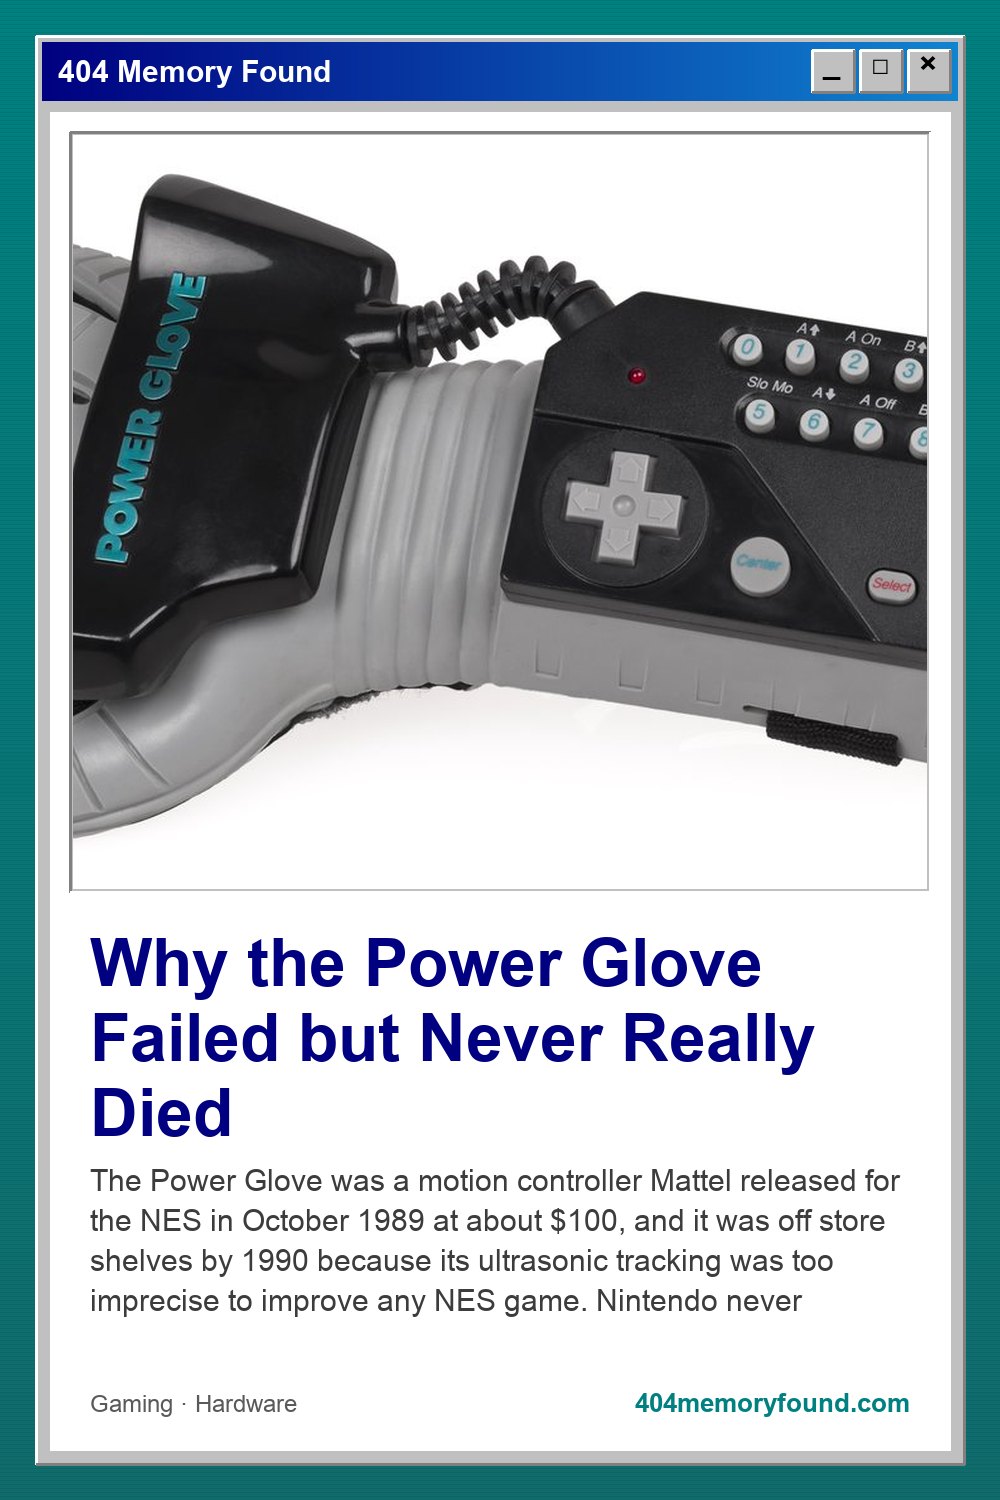 404 Memory Found
POWER GLOVE
A
A On
B
0
1
2
3
Slo Mo
A
A Off
B
5
6
7
8
Center
Select
Why the Power Glove
Failed but Never Really
Died
The Power Glove was a motion controller Mattel released for
the NES in October 1989 at about $100, and it was off store
shelves by 1990 because its ultrasonic tracking was too
imprecise to improve any NES game. Nintendo never
Gaming · Hardware
404memoryfound.com